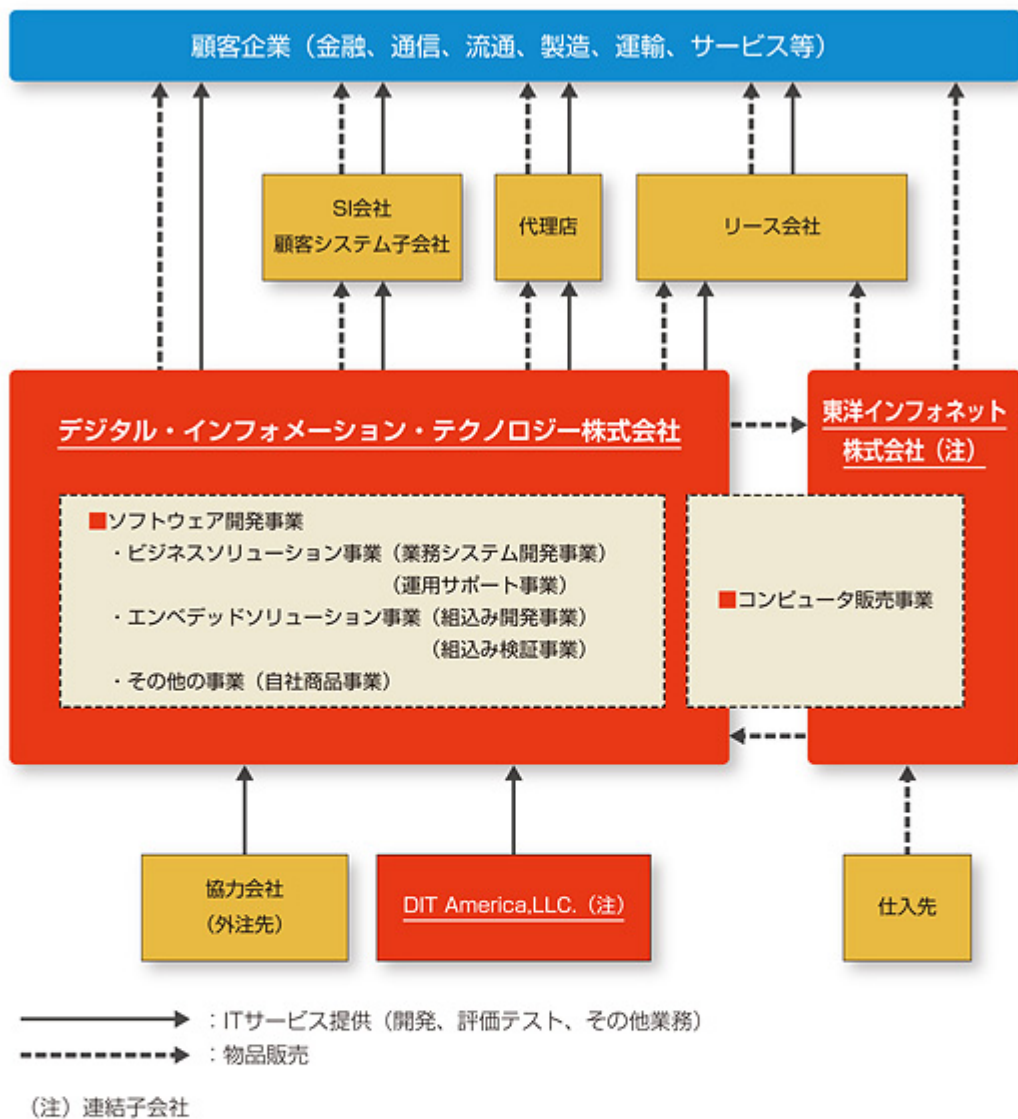 顧客企業（金融、通信、流通、製造、運輸、サービス等）
SI会社
顧客システム子会社
代理店
リース会社
デジタル・インフォメーション・テクノロジー株式会社
東洋インフォネット
株式会社（注）
■ソフトウェア開発事業
・ビジネスソリューション事業（業務システム開発事業）
（運用サポート事業）
・エンベデッドソリューション事業（組込み開発事業）
（組込み検証事業）
・その他の事業（自社商品事業）
■コンピュータ販売事業
協力会社
（外注先）
DIT America,LLC.（注）
仕入先
：ITサービス提供（開発、評価テスト、その他業務）
：物品販売
（注）連結子会社